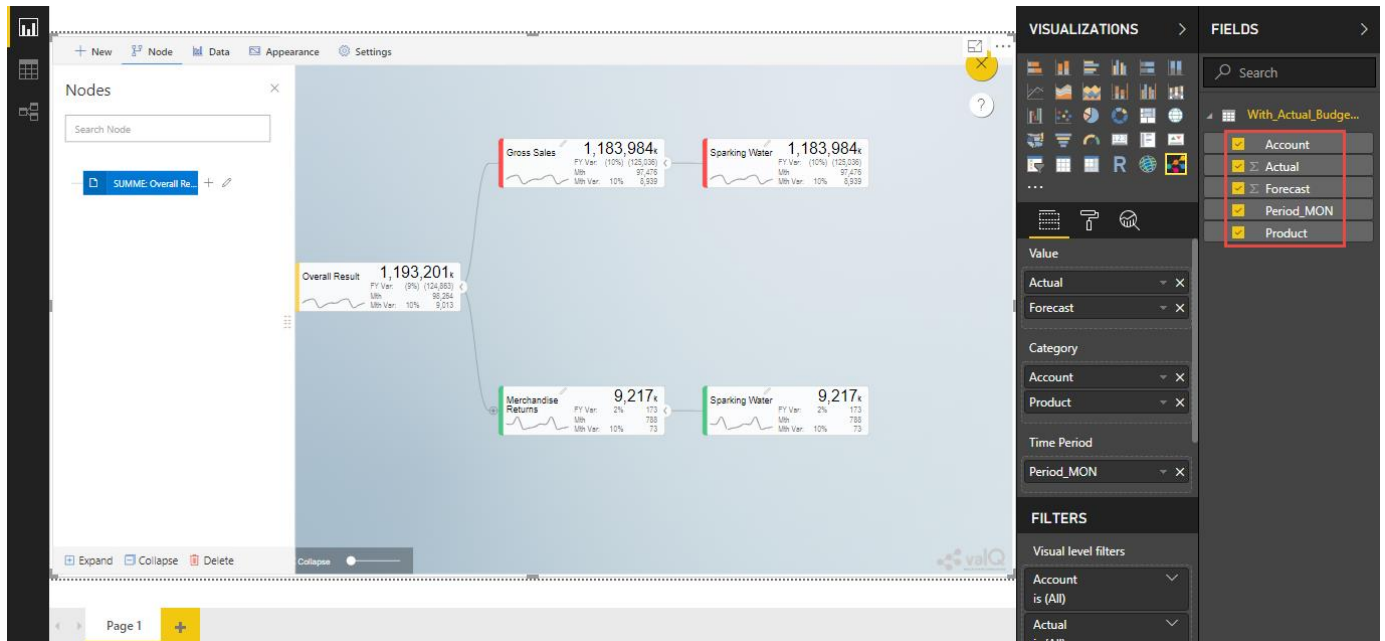 + New Node Data Appearance Settings
Nodes
Search Node
SUMME: Overall Re...
Gross Sales 1,183,984k
FY Var: (10%) (125,036)
Mth 97,476
Mth Var: 10% 8,939
Sparking Water 1,183,984k
FY Var: (10%) (125,036)
Mth 97,476
Mth Var: 10% 8,939
Overall Result 1,193,201k
FY Var: (9%) (124,863)
Mth 98,264
Mth Var: 10% 9,013
Merchandise Returns 9,217k
FY Var: 2% 173
Mth 788
Mth Var: 10% 73
Sparking Water 9,217k
FY Var: 2% 173
Mth 788
Mth Var: 10% 73
Expand Collapse Delete
Collapse
valQ
Page 1
VISUALIZATIONS
R
Value
Actual
Forecast
Category
Account
Product
Time Period
Period_MON
FILTERS
Visual level filters
Account
is (All)
Actual
FIELDS
Search
With_Actual_Budge...
Account
Σ Actual
Σ Forecast
Period_MON
Product